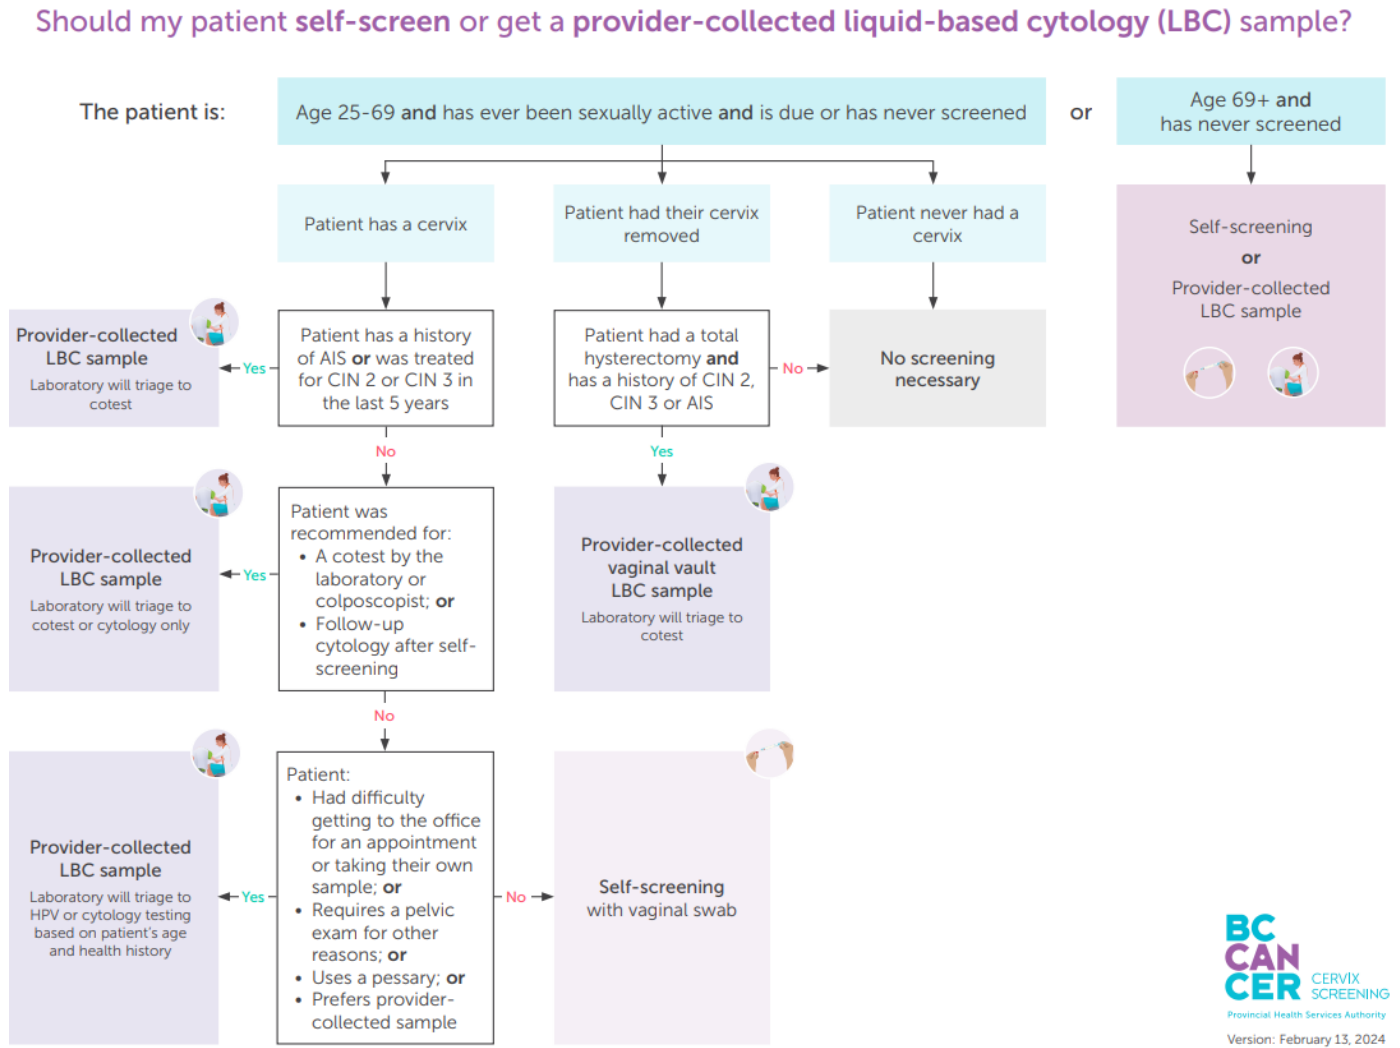 Should my patient self-screen or get a provider-collected liquid-based cytology (LBC) sample?
The patient is:
Age 25-69 and has ever been sexually active and is due or has never screened
or
Age 69+ and
has never screened
Patient has a cervix
Patient had their cervix
removed
Patient never had a
cervix
Self-screening
or
Provider-collected
LBC sample
Provider-collected
LBC sample
Laboratory will triage to
cotest
Yes
Patient has a history
of AIS or was treated
for CIN 2 or CIN 3 in
the last 5 years
Patient had a total
hysterectomy and
has a history of CIN 2,
CIN 3 or AIS
No
No screening
necessary
No
Yes
Provider-collected
LBC sample
Laboratory will triage to
cotest or cytology only
Yes
Patient was
recommended for:
• A cotest by the
laboratory or
colposcopist; or
• Follow-up
cytology after self-
screening
Provider-collected
vaginal vault
LBC sample
Laboratory will triage to
cotest
No
Provider-collected
LBC sample
Laboratory will triage to
HPV or cytology testing
based on patient's age
and health history
Yes
Patient:
• Had difficulty
getting to the office
for an appointment
or taking their own
sample; or
• Requires a pelvic
exam for other
reasons; or
• Uses a pessary; or
• Prefers provider-
collected sample
No
Self-screening
with vaginal swab
BC
CAN
CER
CERVIX
SCREENING
Provincial Health Services Authority
Version: February 13, 2024